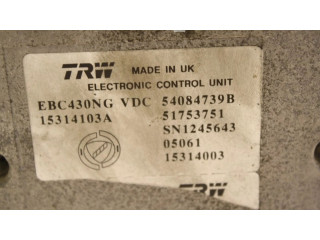 TRW MADE IN UK
ELECTRONIC CONTROL UNIT
EBC430NG VDC 54084739B
15314103A 51753751
SN1245643
05061
15314003
TRW